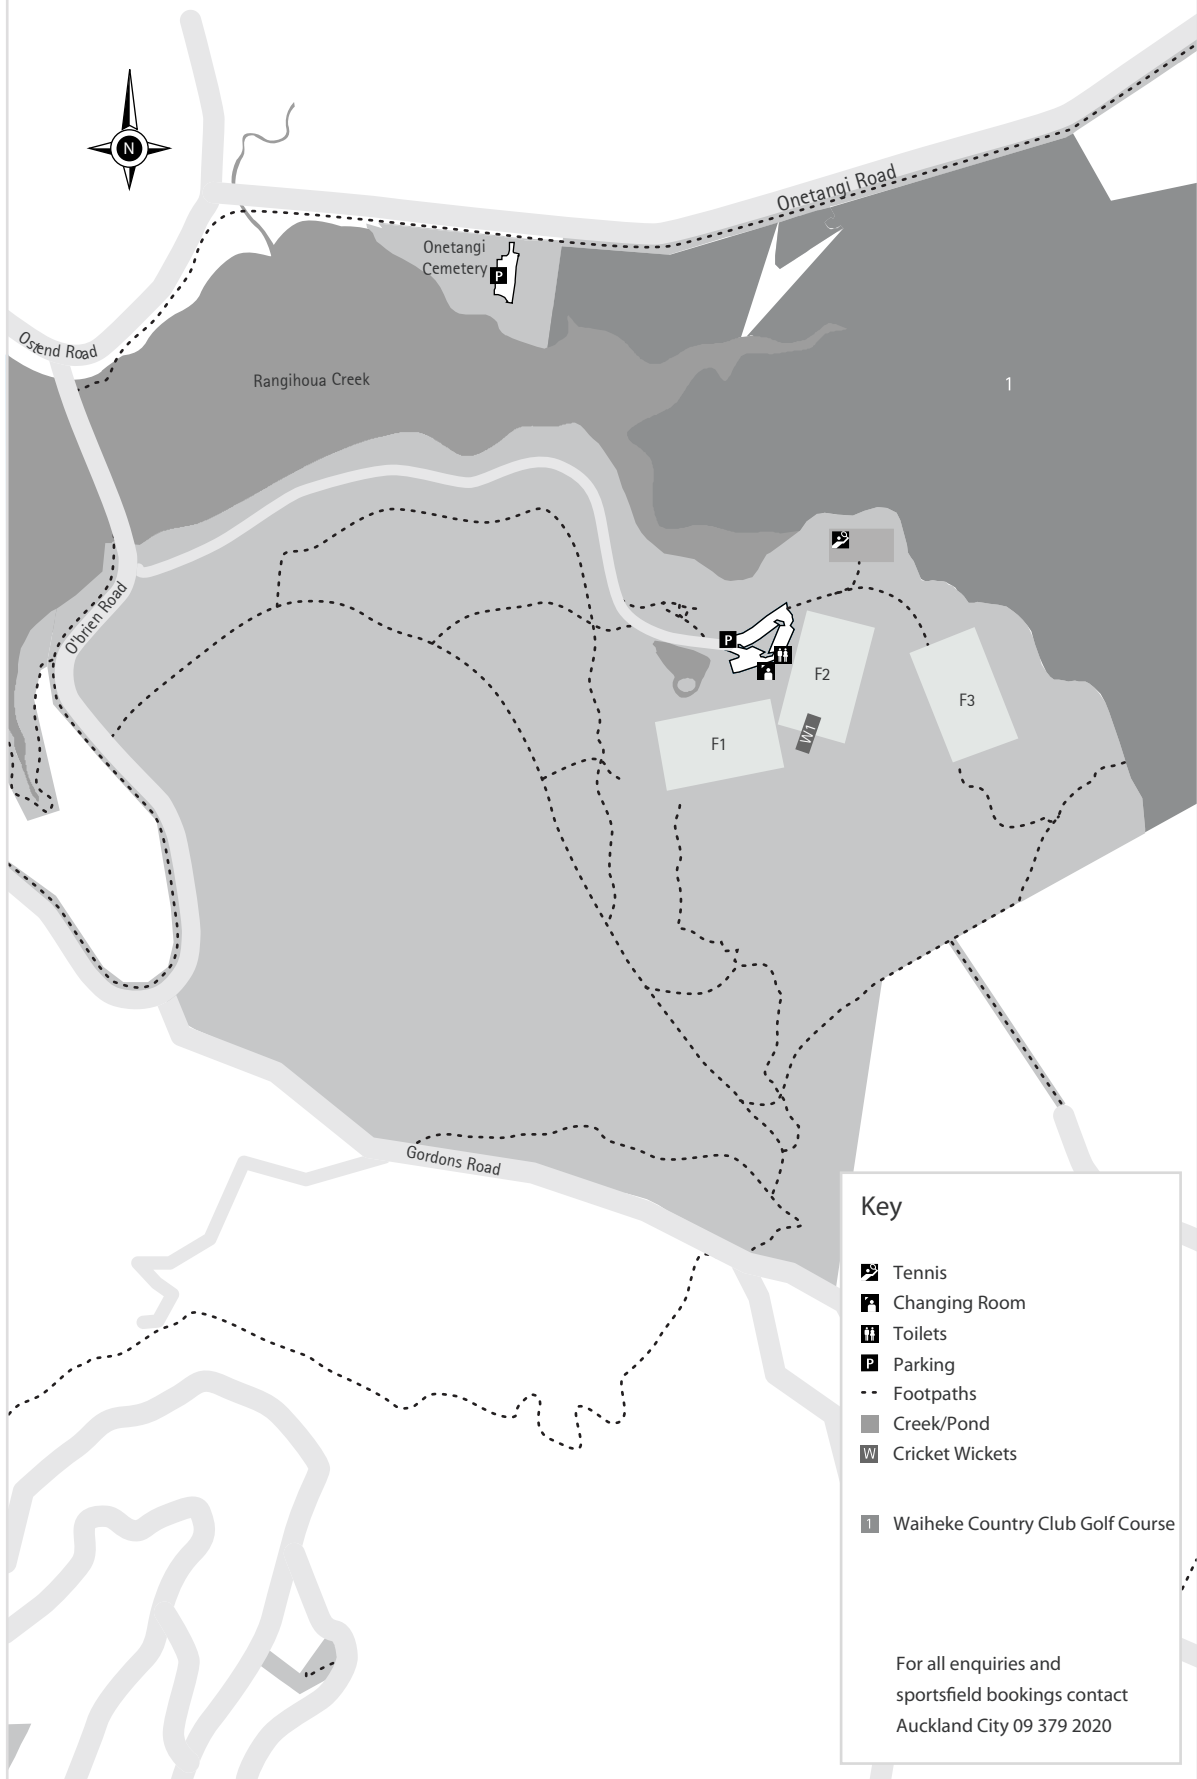 N
Onetangi Road
Onetangi
Cemetery
P
Ostend Road
Rangihoua Creek
1
O'brien Road
P
F2
F3
F1
W1
Gordons Road
Key
Tennis
Changing Room
Toilets
P Parking
Footpaths
Creek/Pond
W Cricket Wickets
1 Waiheke Country Club Golf Course
For all enquiries and
sportsfield bookings contact
Auckland City 09 379 2020